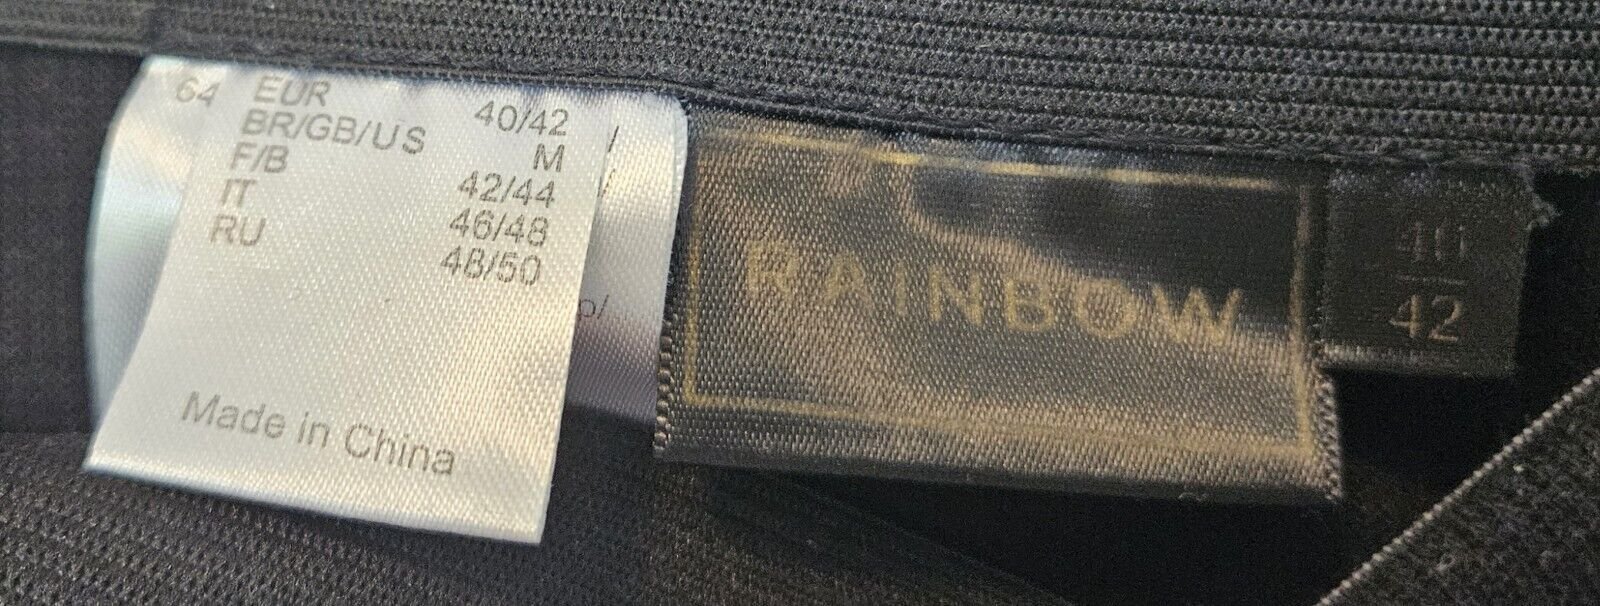 64 EUR 40/42
BR/GB/US M
F/B 42/44
IT 46/48
RU 48/50
Made in China
p/
RAINBOW
40
42